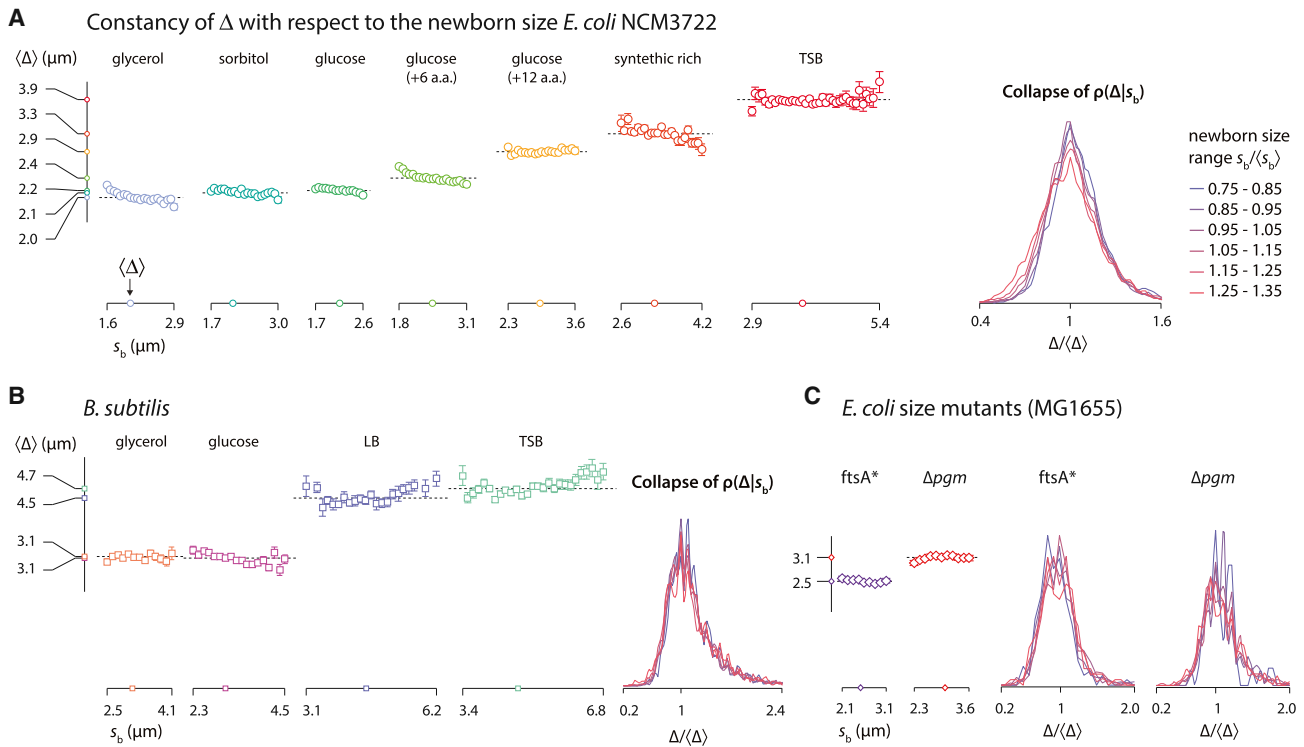 A
Constancy of Δ with respect to the newborn size E. coli NCM3722
⟨Δ⟩ (μm)
glycerol
sorbitol
glucose
glucose
(+6 a.a.)
glucose
(+12 a.a.)
syntethic rich
TSB
3.9
3.3
2.9
2.4
2.2
2.1
2.0
⟨Δ⟩
1.6 2.9
1.7 3.0
1.7 2.6
1.8 3.1
2.3 3.6
2.6 4.2
2.9 5.4
sb (μm)
Collapse of ρ(Δ|sb)
0.4 1 1.6
Δ/⟨Δ⟩
newborn size
range sb/⟨sb⟩
0.75 - 0.85
0.85 - 0.95
0.95 - 1.05
1.05 - 1.15
1.15 - 1.25
1.25 - 1.35
B
B. subtilis
⟨Δ⟩ (μm)
glycerol
glucose
LB
TSB
4.7
4.5
3.1
3.1
2.5 4.1
2.3 4.5
3.1 6.2
3.4 6.8
sb (μm)
Collapse of ρ(Δ|sb)
0.2 1 2.4
Δ/⟨Δ⟩
C
E. coli size mutants (MG1655)
ftsA*
Δpgm
ftsA*
Δpgm
3.1
2.5
2.1 3.1
2.3 3.6
sb (μm)
0.2 1 2.0
Δ/⟨Δ⟩
0.2 1 2.0
Δ/⟨Δ⟩